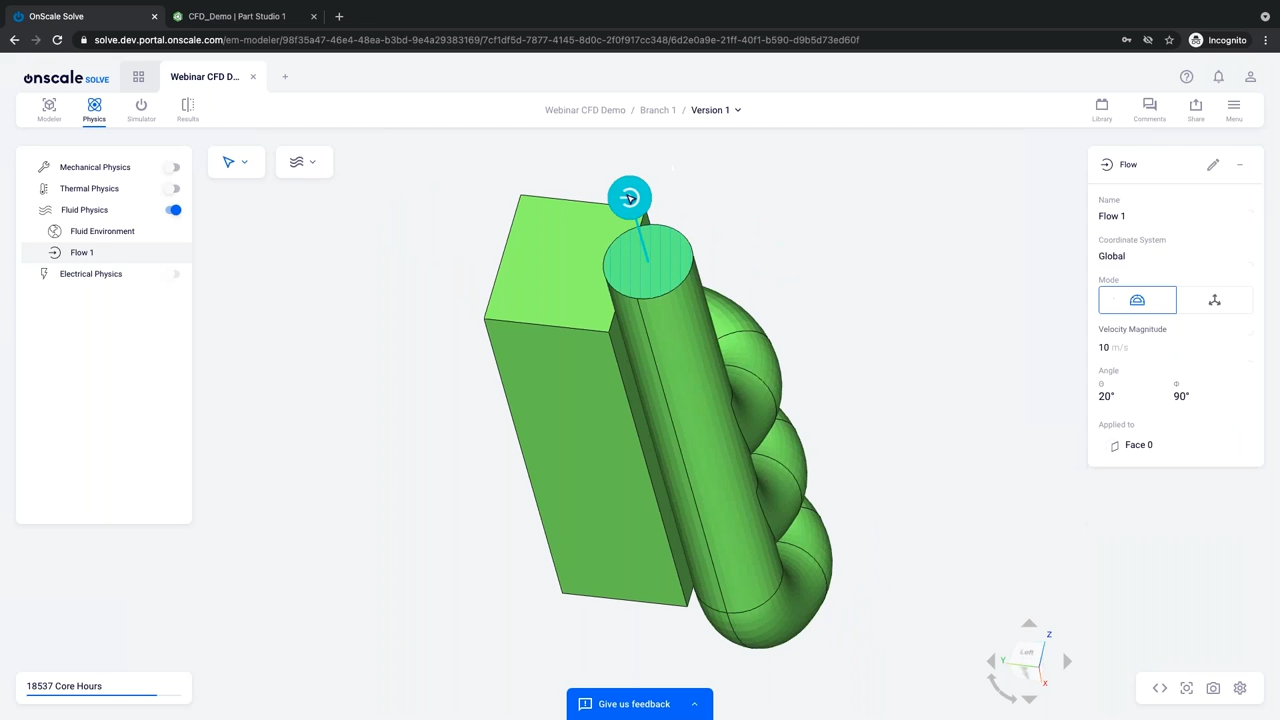 OnScale Solve
CFD_Demo | Part Studio 1
solve.dev.portal.onscale.com/em-modeler/98f35a47-46e4-48ea-b3bd-9e4a29383169/7cf1df5d-7877-4145-8d0c-2f0f917cc348/6d2e0a9e-21ff-40f1-b590-d9b5d73ed60f
Incognito
onscale SOLVE
Webinar CFD D...
Modeler
Physics
Simulator
Results
Webinar CFD Demo / Branch 1 / Version 1
Library
Comments
Share
Menu
Mechanical Physics
Thermal Physics
Fluid Physics
Fluid Environment
Flow 1
Electrical Physics
Flow
Name
Flow 1
Coordinate System
Global
Mode
Velocity Magnitude
10 m/s
Angle
Θ Φ
20° 90°
Applied to
Face 0
Left
Z
Y
X
18537 Core Hours
Give us feedback